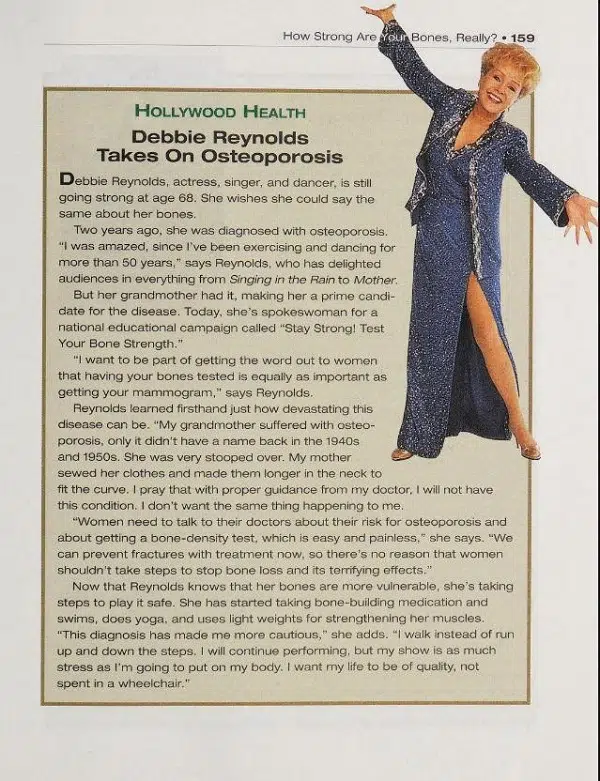 How Strong Are Your Bones, Really? • 159
HOLLYWOOD HEALTH
Debbie Reynolds
Takes On Osteoporosis
Debbie Reynolds, actress, singer, and dancer, is still
going strong at age 68. She wishes she could say the
same about her bones.
Two years ago, she was diagnosed with osteoporosis.
“I was amazed, since I’ve been exercising and dancing for
more than 50 years,” says Reynolds, who has delighted
audiences in everything from Singing in the Rain to Mother.
But her grandmother had it, making her a prime candi-
date for the disease. Today, she’s spokeswoman for a
national educational campaign called “Stay Strong! Test
Your Bone Strength.”
“I want to be part of getting the word out to women
that having your bones tested is equally as important as
getting your mammogram,” says Reynolds.
Reynolds learned firsthand just how devastating this
disease can be. “My grandmother suffered with osteo-
porosis, only it didn’t have a name back in the 1940s
and 1950s. She was very stooped over. My mother
sewed her clothes and made them longer in the neck to
fit the curve. I pray that with proper guidance from my doctor, I will not have
this condition. I don’t want the same thing happening to me.
“Women need to talk to their doctors about their risk for osteoporosis and
about getting a bone-density test, which is easy and painless,” she says. “We
can prevent fractures with treatment now, so there’s no reason that women
shouldn’t take steps to stop bone loss and its terrifying effects.”
Now that Reynolds knows that her bones are more vulnerable, she’s taking
steps to play it safe. She has started taking bone-building medication and
swims, does yoga, and uses light weights for strengthening her muscles.
“This diagnosis has made me more cautious,” she adds. “I walk instead of run
up and down the steps. I will continue performing, but my show is as much
stress as I’m going to put on my body. I want my life to be of quality, not
spent in a wheelchair.”